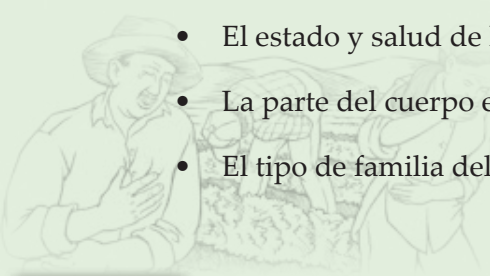 • El estado y salud de
• La parte del cuerpo
• El tipo de familia del